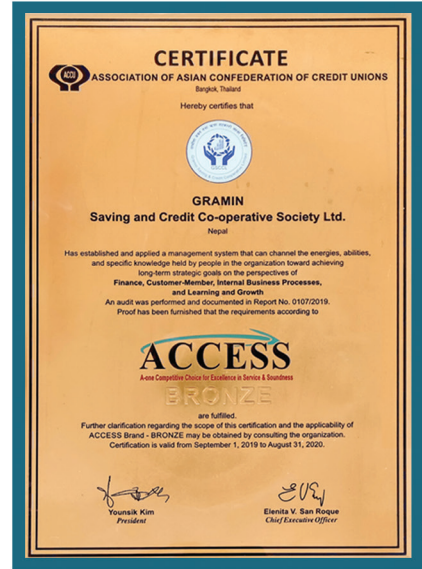 CERTIFICATE
ACCU
ASSOCIATION OF ASIAN CONFEDERATION OF CREDIT UNIONS
Bangkok, Thailand
Hereby certifies that
GRAMIN
Saving and Credit Co-operative Society Ltd.
Nepal
Has established and applied a management system that can channel the energies, abilities,
and specific knowledge held by people in the organization toward achieving
long-term strategic goals on the perspectives of
Finance, Customer-Member, Internal Business Processes,
and Learning and Growth
An audit was performed and documented in Report No. 0107/2019.
Proof has been furnished that the requirements according to
ACCESS
A-one Competitive Choice for Excellence in Service & Soundness
BRONZE
are fulfilled.
Further clarification regarding the scope of this certification and the applicability of
ACCESS Brand - BRONZE may be obtained by consulting the organization.
Certification is valid from September 1, 2019 to August 31, 2020.
Younsik Kim
President
Elenita V. San Roque
Chief Executive Officer